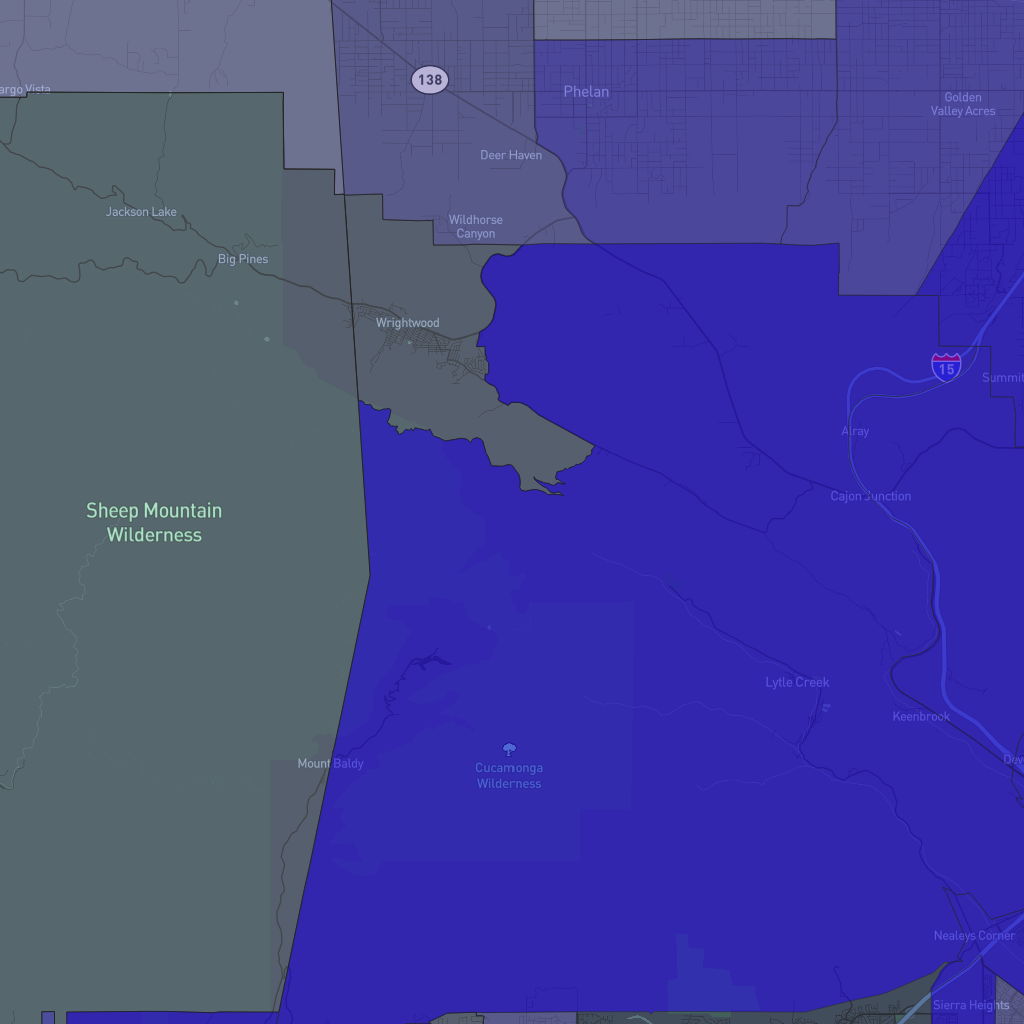 138
Phelan
argo Vista
Golden
Valley Acres
Deer Haven
Jackson Lake
Wildhorse
Canyon
Big Pines
Wrightwood
15
Summit
Alray
Cajon Junction
Sheep Mountain
Wilderness
Lytle Creek
Keenbrook
Mount Baldy
Cucamonga
Wilderness
Nealeys Corner
Sierra Heights